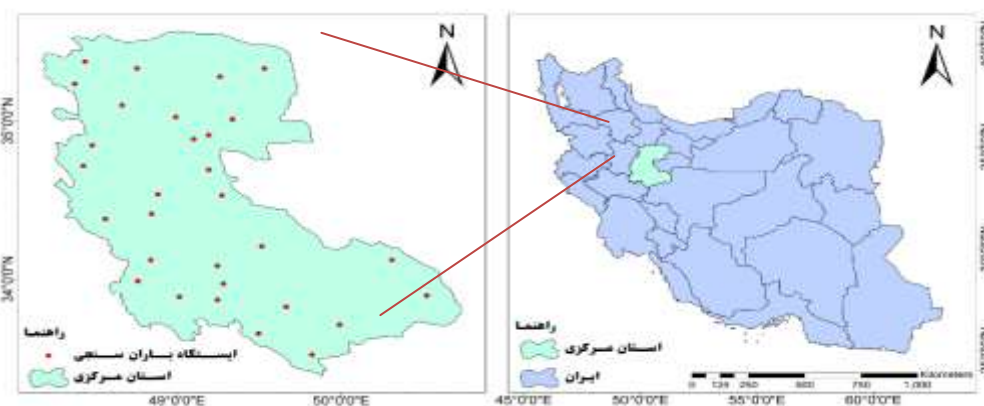 N
35°0'0"N
34°0'0"N
راهنما
ایستگاه باران سنجی
استان مرکزی
49°0'0"E
50°0'0"E
N
راهنما
استان مرکزی
ایران
Kilometers
0 125 250 500 750 1,000
45°0'0"E
50°0'0"E
55°0'0"E
60°0'0"E